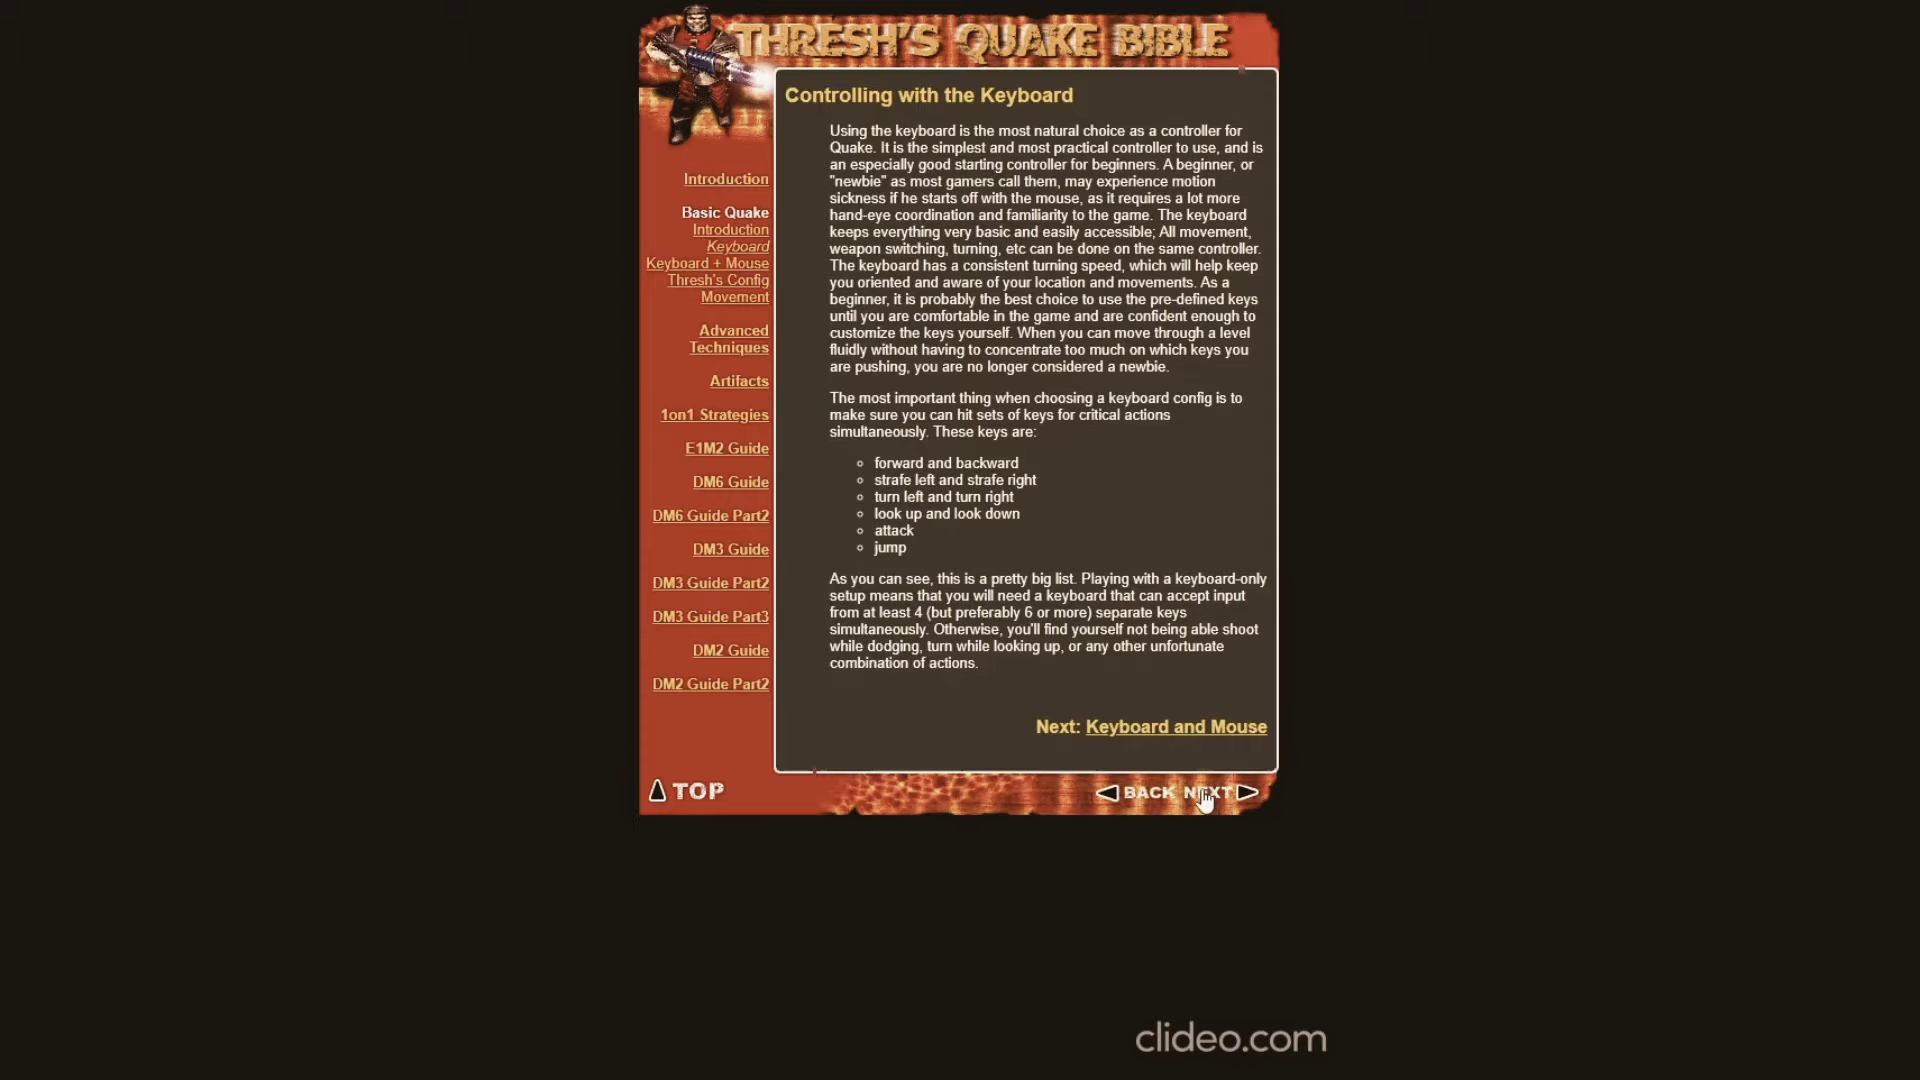 THRESH'S QUAKE BIBLE
Controlling with the Keyboard
Using the keyboard is the most natural choice as a controller for
Quake. It is the simplest and most practical controller to use, and is
an especially good starting controller for beginners. A beginner, or
"newbie" as most gamers call them, may experience motion
sickness if he starts off with the mouse, as it requires a lot more
hand-eye coordination and familiarity to the game. The keyboard
keeps everything very basic and easily accessible; All movement,
weapon switching, turning, etc can be done on the same controller.
The keyboard has a consistent turning speed, which will help keep
you oriented and aware of your location and movements. As a
beginner, it is probably the best choice to use the pre-defined keys
until you are comfortable in the game and are confident enough to
customize the keys yourself. When you can move through a level
fluidly without having to concentrate too much on which keys you
are pushing, you are no longer considered a newbie.
The most important thing when choosing a keyboard config is to
make sure you can hit sets of keys for critical actions
simultaneously. These keys are:
forward and backward
strafe left and strafe right
turn left and turn right
look up and look down
attack
jump
As you can see, this is a pretty big list. Playing with a keyboard-only
setup means that you will need a keyboard that can accept input
from at least 4 (but preferably 6 or more) separate keys
simultaneously. Otherwise, you'll find yourself not being able shoot
while dodging, turn while looking up, or any other unfortunate
combination of actions.
Next: Keyboard and Mouse
Introduction
Basic Quake
Introduction
Keyboard
Keyboard + Mouse
Thresh's Config
Movement
Advanced
Techniques
Artifacts
1on1 Strategies
E1M2 Guide
DM6 Guide
DM6 Guide Part2
DM3 Guide
DM3 Guide Part2
DM3 Guide Part3
DM2 Guide
DM2 Guide Part2
TOP
BACK NEXT
clideo.com